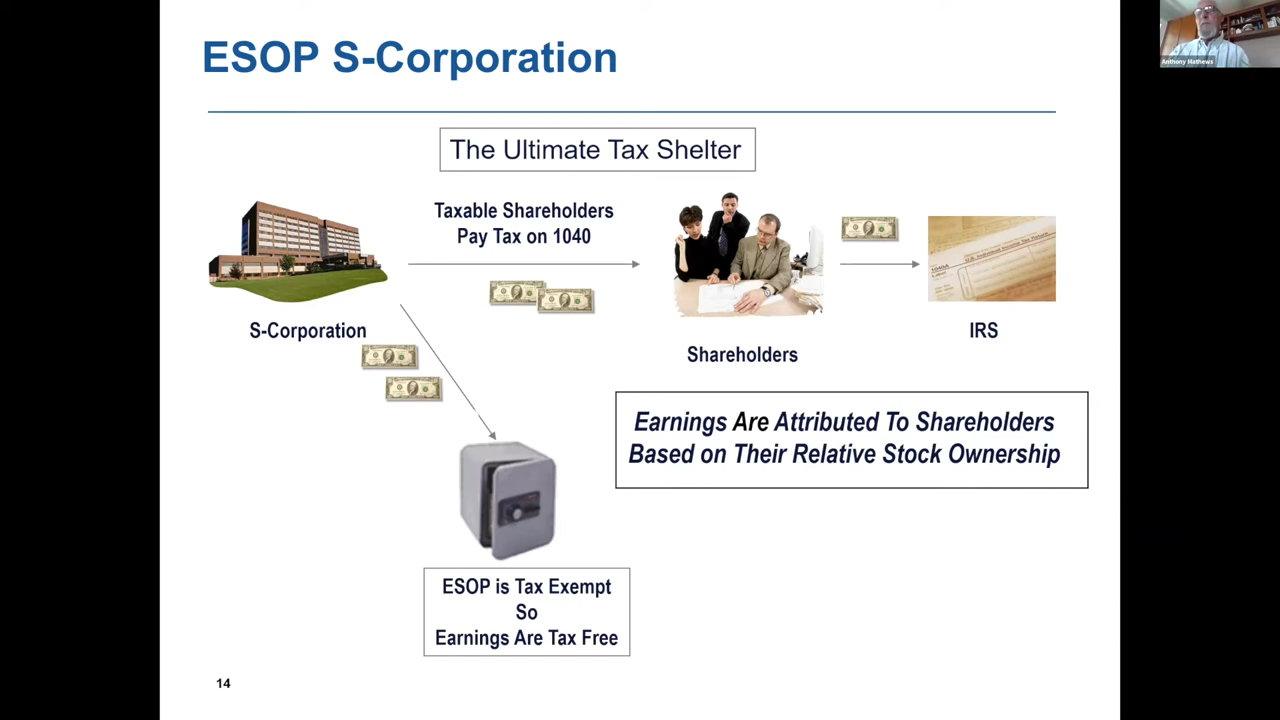 ESOP S-Corporation
Anthony Mathews
The Ultimate Tax Shelter
Taxable Shareholders
Pay Tax on 1040
S-Corporation
Shareholders
IRS
Earnings Are Attributed To Shareholders
Based on Their Relative Stock Ownership
ESOP is Tax Exempt
So
Earnings Are Tax Free
14